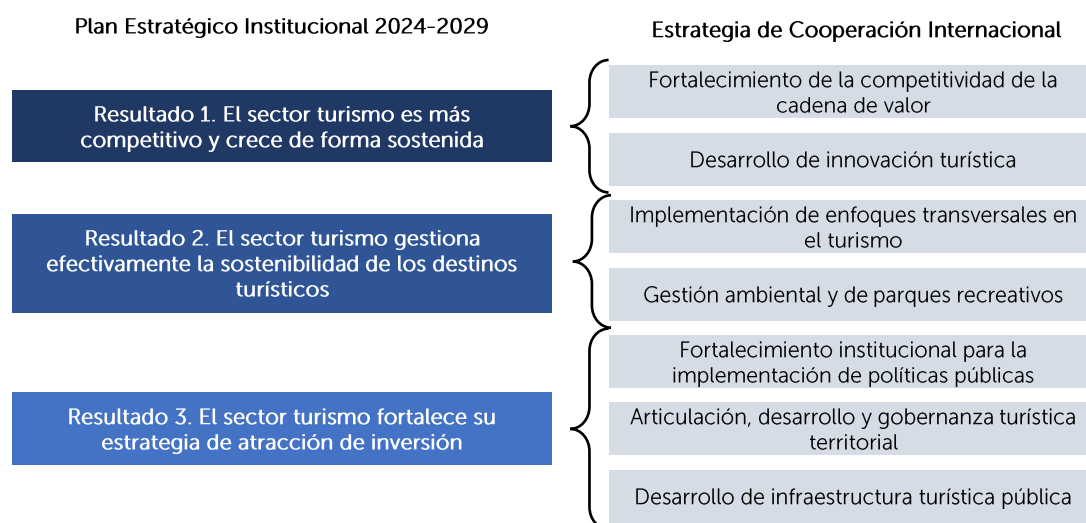 Plan Estratégico Institucional 2024-2029
Estrategia de Cooperación Internacional
Resultado 1. El sector turismo es más
competitivo y crece de forma sostenida
Fortalecimiento de la competitividad de la
cadena de valor
Desarrollo de innovación turística
Resultado 2. El sector turismo gestiona
efectivamente la sostenibilidad de los destinos
turísticos
Implementación de enfoques transversales en
el turismo
Gestión ambiental y de parques recreativos
Resultado 3. El sector turismo fortalece su
estrategia de atracción de inversión
Fortalecimiento institucional para la
implementación de políticas públicas
Articulación, desarrollo y gobernanza turística
territorial
Desarrollo de infraestructura turística pública